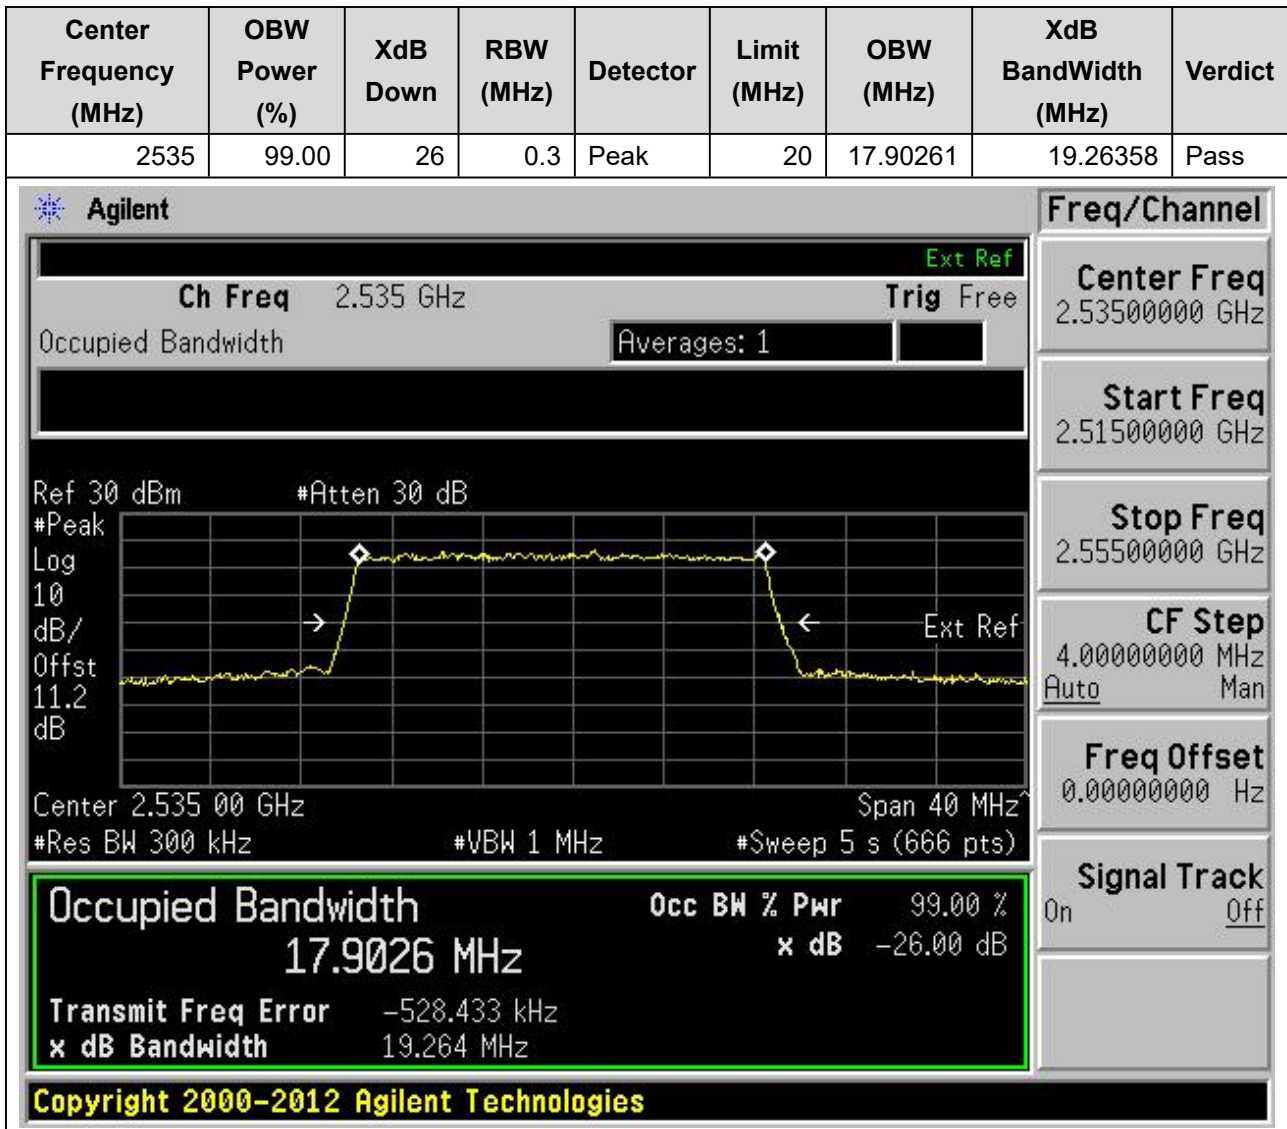 Center Frequency (MHz) OBW Power (%) XdB Down RBW (MHz) Detector Limit (MHz) OBW (MHz) XdB BandWidth (MHz) Verdict
2535 99.00 26 0.3 Peak 20 17.90261 19.26358 Pass
Agilent Freq/Channel
Ext Ref
Ch Freq 2.535 GHz Trig Free
Occupied Bandwidth Averages: 1
Center Freq
2.53500000 GHz
Start Freq
2.51500000 GHz
Ref 30 dBm #Atten 30 dB
#Peak
Log
10
dB/
Offst
11.2
dB
Ext Ref
Stop Freq
2.55500000 GHz
CF Step
4.00000000 MHz
Auto Man
Freq Offset
0.00000000 Hz
Center 2.535 00 GHz Span 40 MHz^
#Res BW 300 kHz #VBW 1 MHz #Sweep 5 s (666 pts)
Signal Track
On Off
Occupied Bandwidth Occ BW % Pwr 99.00 %
17.9026 MHz x dB -26.00 dB
Transmit Freq Error -528.433 kHz
x dB Bandwidth 19.264 MHz
Copyright 2000-2012 Agilent Technologies